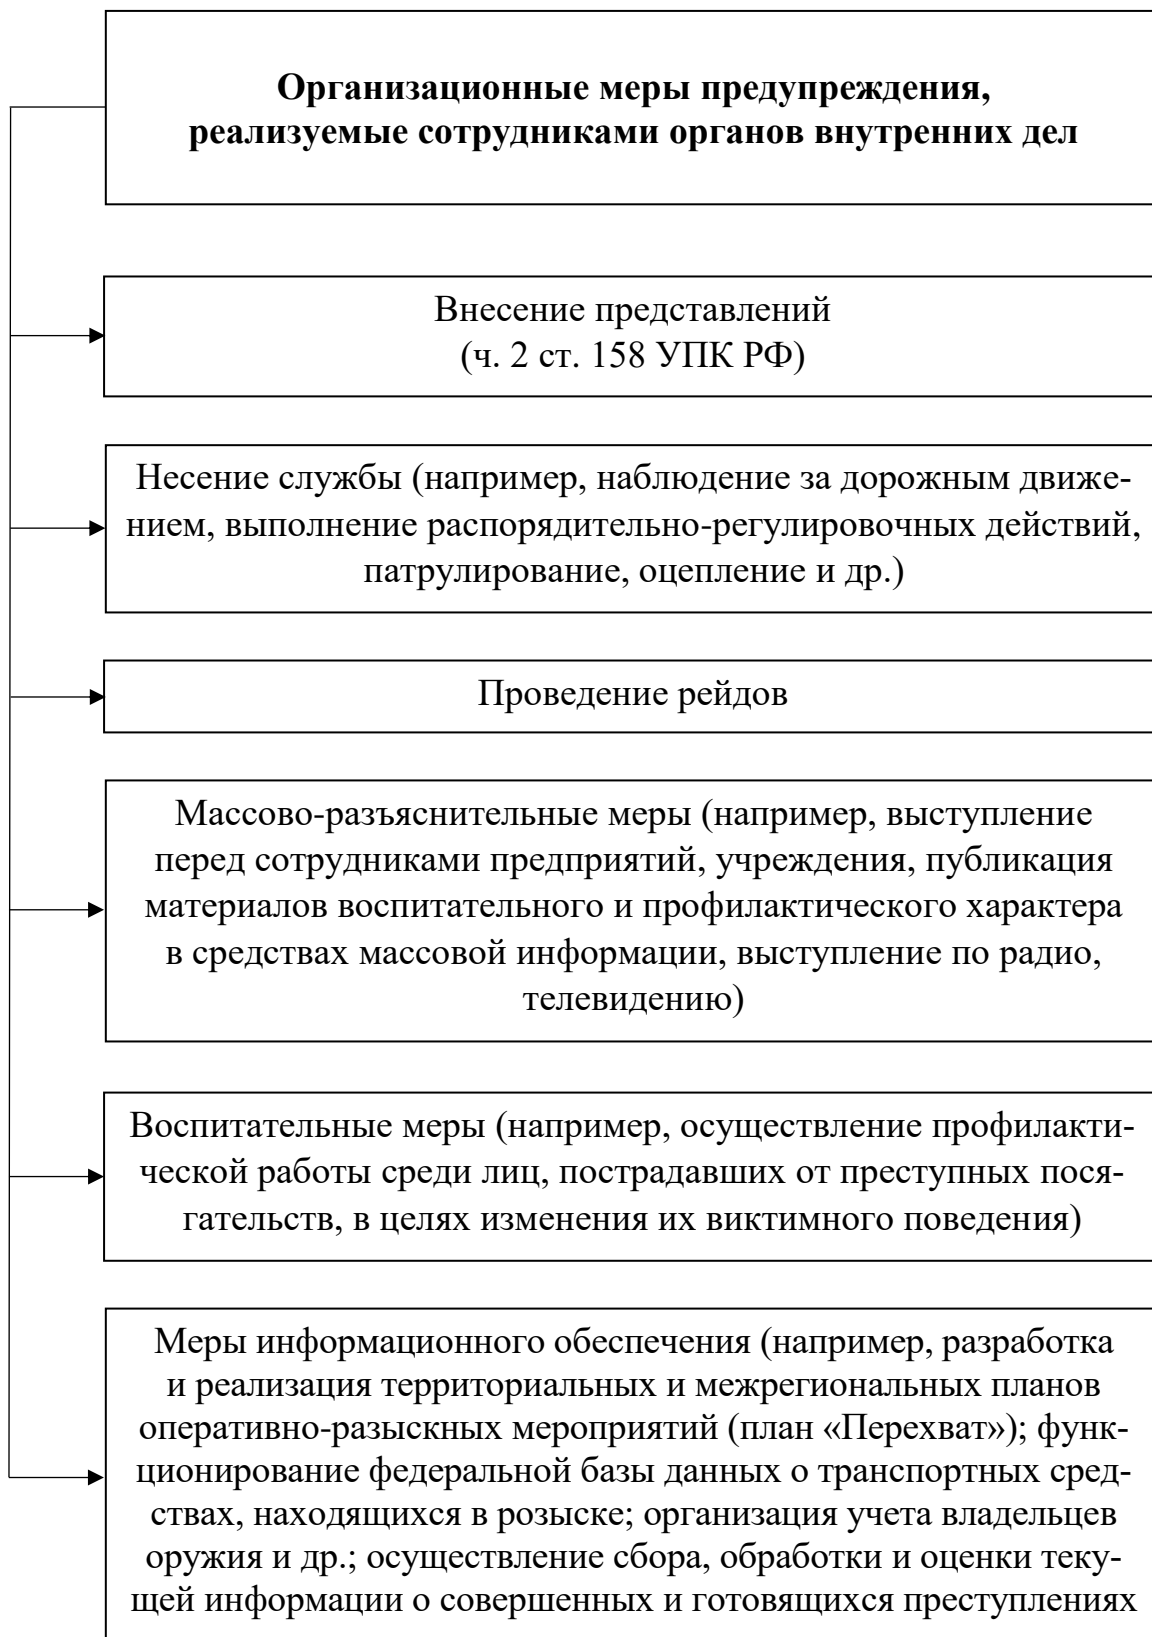 Организационные меры предупреждения,
реализуемые сотрудниками органов внутренних дел
Внесение представлений
(ч. 2 ст. 158 УПК РФ)
Несение службы (например, наблюдение за дорожным движе-
нием, выполнение распорядительно-регулировочных действий,
патрулирование, оцепление и др.)
Проведение рейдов
Массово-разъяснительные меры (например, выступление
перед сотрудниками предприятий, учреждения, публикация
материалов воспитательного и профилактического характера
в средствах массовой информации, выступление по радио,
телевидению)
Воспитательные меры (например, осуществление профилакти-
ческой работы среди лиц, пострадавших от преступных пося-
гательств, в целях изменения их виктимного поведения)
Меры информационного обеспечения (например, разработка
и реализация территориальных и межрегиональных планов
оперативно-разыскных мероприятий (план «Перехват»); функ-
ционирование федеральной базы данных о транспортных сред-
ствах, находящихся в розыске; организация учета владельцев
оружия и др.; осуществление сбора, обработки и оценки теку-
щей информации о совершенных и готовящихся преступлениях